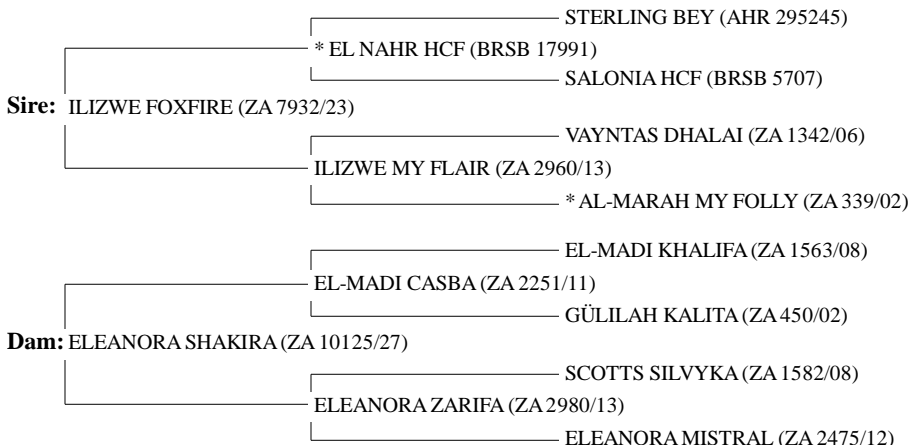 STERLING BEY (AHR 295245)
* EL NAHR HCF (BRSB 17991)
SALONIA HCF (BRSB 5707)
Sire: ILIZWE FOXFIRE (ZA 7932/23)
VAYNTAS DHALAI (ZA 1342/06)
ILIZWE MY FLAIR (ZA 2960/13)
* AL-MARAH MY FOLLY (ZA 339/02)
EL-MADI KHALIFA (ZA 1563/08)
EL-MADI CASBA (ZA 2251/11)
GÜLILAH KALITA (ZA 450/02)
Dam: ELEANORA SHAKIRA (ZA 10125/27)
SCOTTS SILVYKA (ZA 1582/08)
ELEANORA ZARIFA (ZA 2980/13)
ELEANORA MISTRAL (ZA 2475/12)